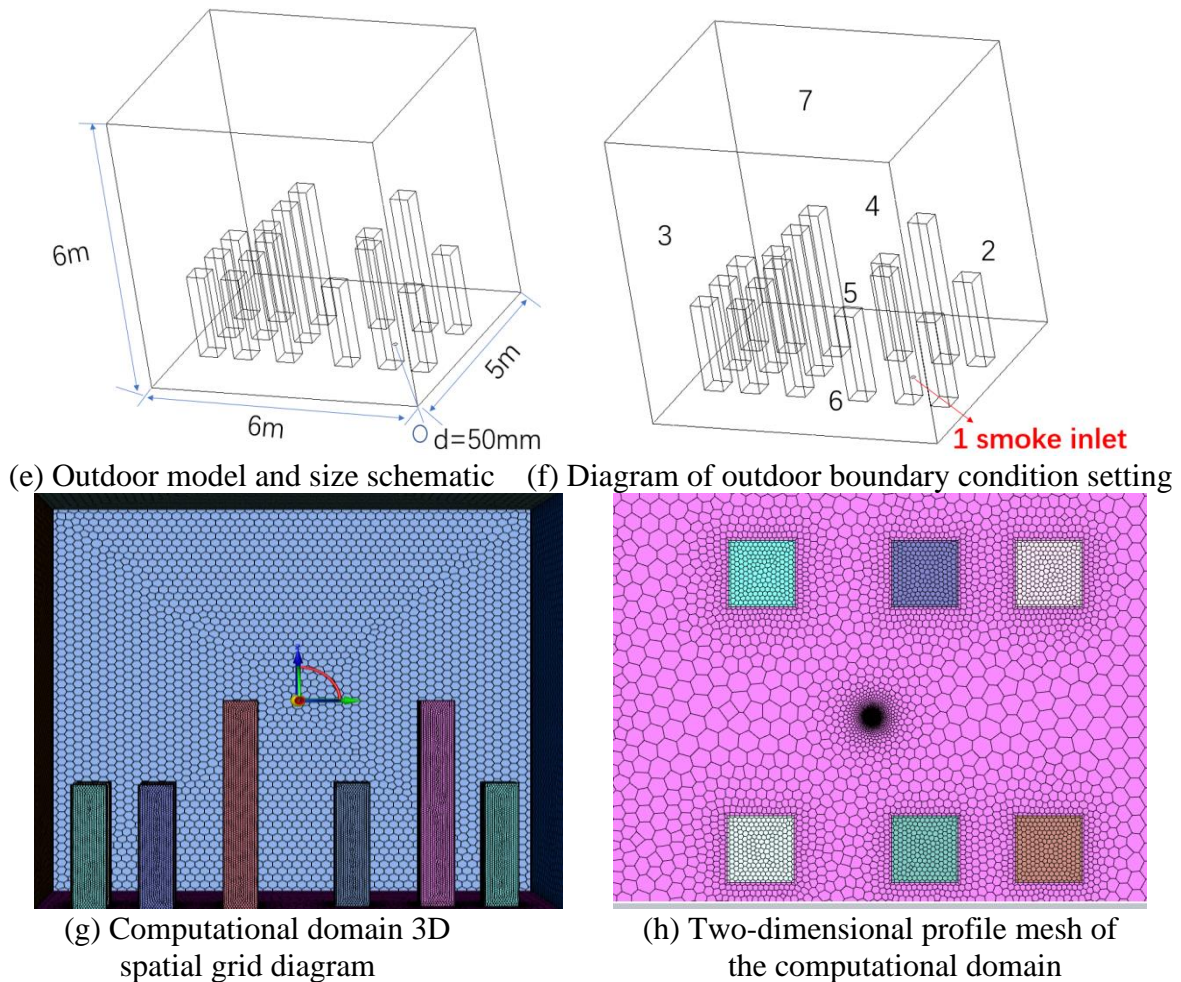 7
4
2
3
5
6
6m
5m
6m
d=50mm
1 smoke inlet
(e) Outdoor model and size schematic
(f) Diagram of outdoor boundary condition setting
(g) Computational domain 3D
spatial grid diagram
(h) Two-dimensional profile mesh of
the computational domain